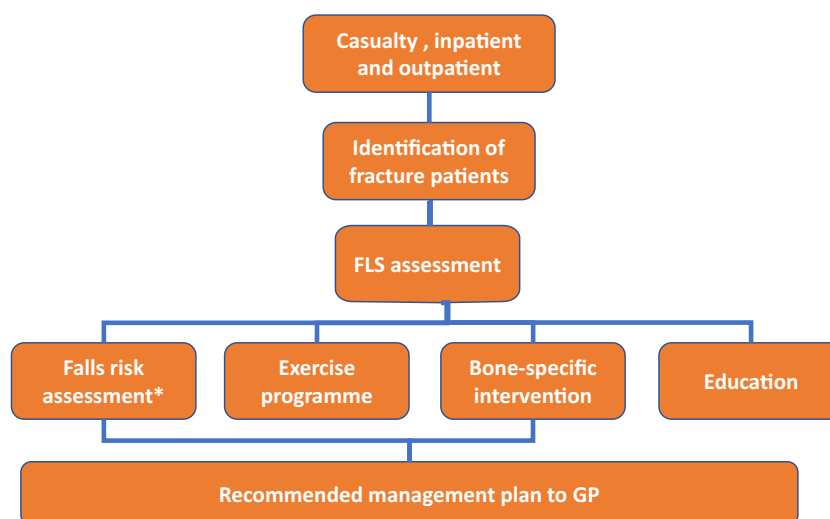 Casualty , inpatient
and outpatient
Identification of
fracture patients
FLS assessment
Falls risk
assessment*
Exercise
programme
Bone-specific
intervention
Education
Recommended management plan to GP